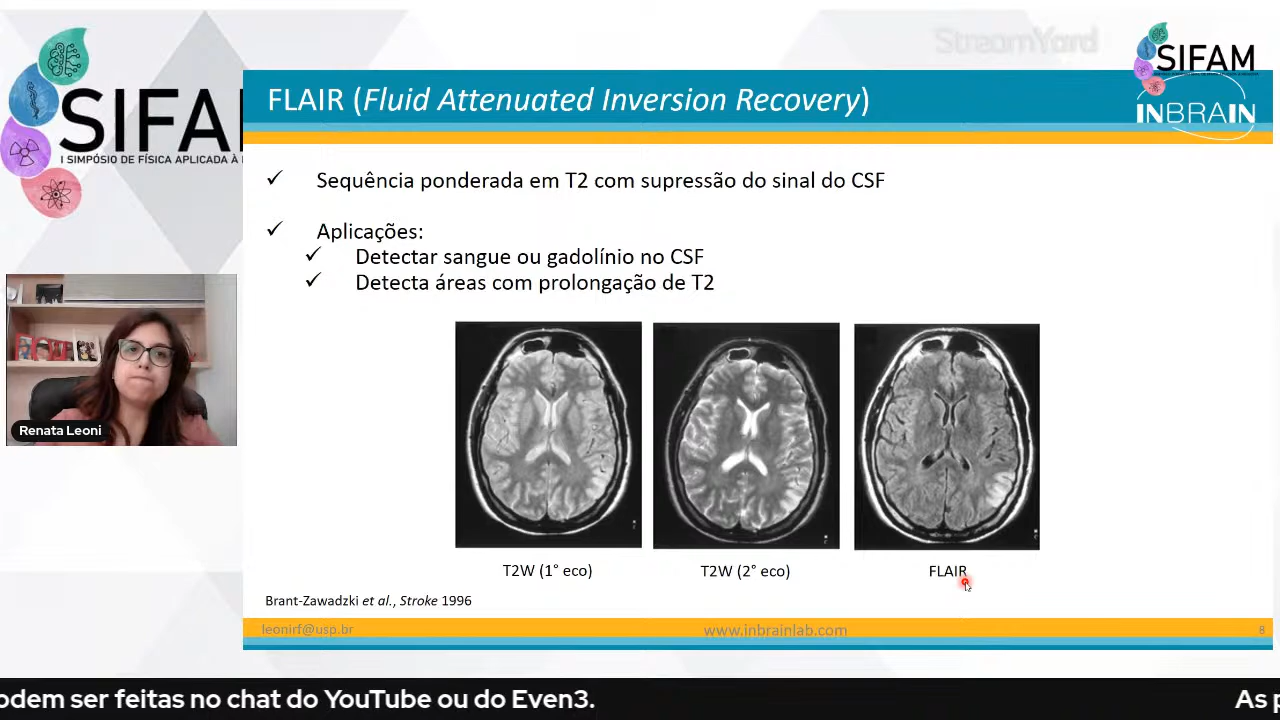 StreamYard
SIFAM
INBRAIN
SIFA
I SIMPÓSIO DE FÍSICA APLICADA À
FLAIR (Fluid Attenuated Inversion Recovery)
✓ Sequência ponderada em T2 com supressão do sinal do CSF
✓ Aplicações:
✓ Detectar sangue ou gadolínio no CSF
✓ Detecta áreas com prolongação de T2
Renata Leoni
T2W (1° eco)
T2W (2° eco)
FLAIR
Brant-Zawadzki et al., Stroke 1996
leonirf@usp.br
www.inbrainlab.com
8
odem ser feitas no chat do YouTube ou do Even3.
As p